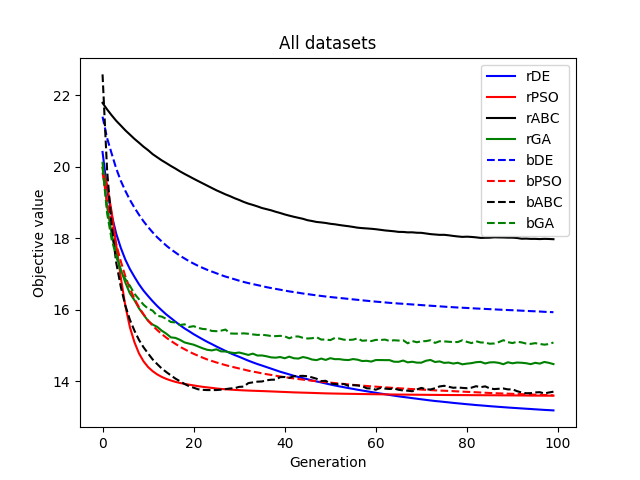 All datasets
Objective value
22
20
18
16
14
0 20 40 60 80 100
Generation
rDE
rPSO
rABC
rGA
bDE
bPSO
bABC
bGA